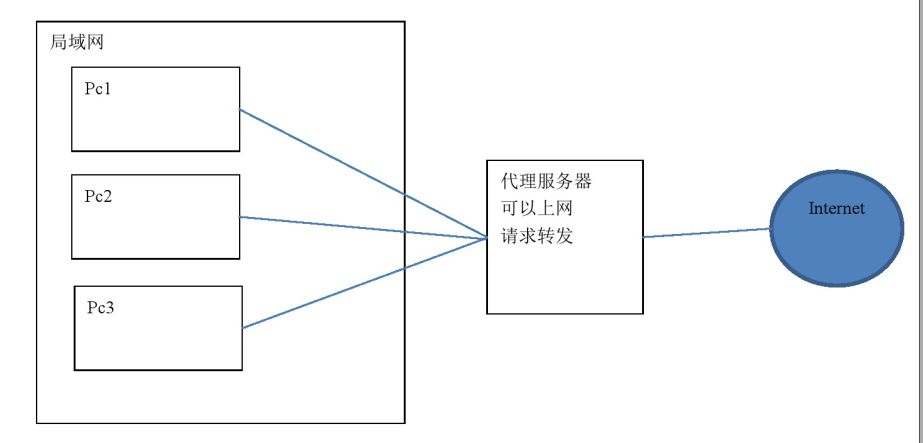 局域网
Pc1
Pc2
Pc3
代理服务器
可以上网
请求转发
Internet